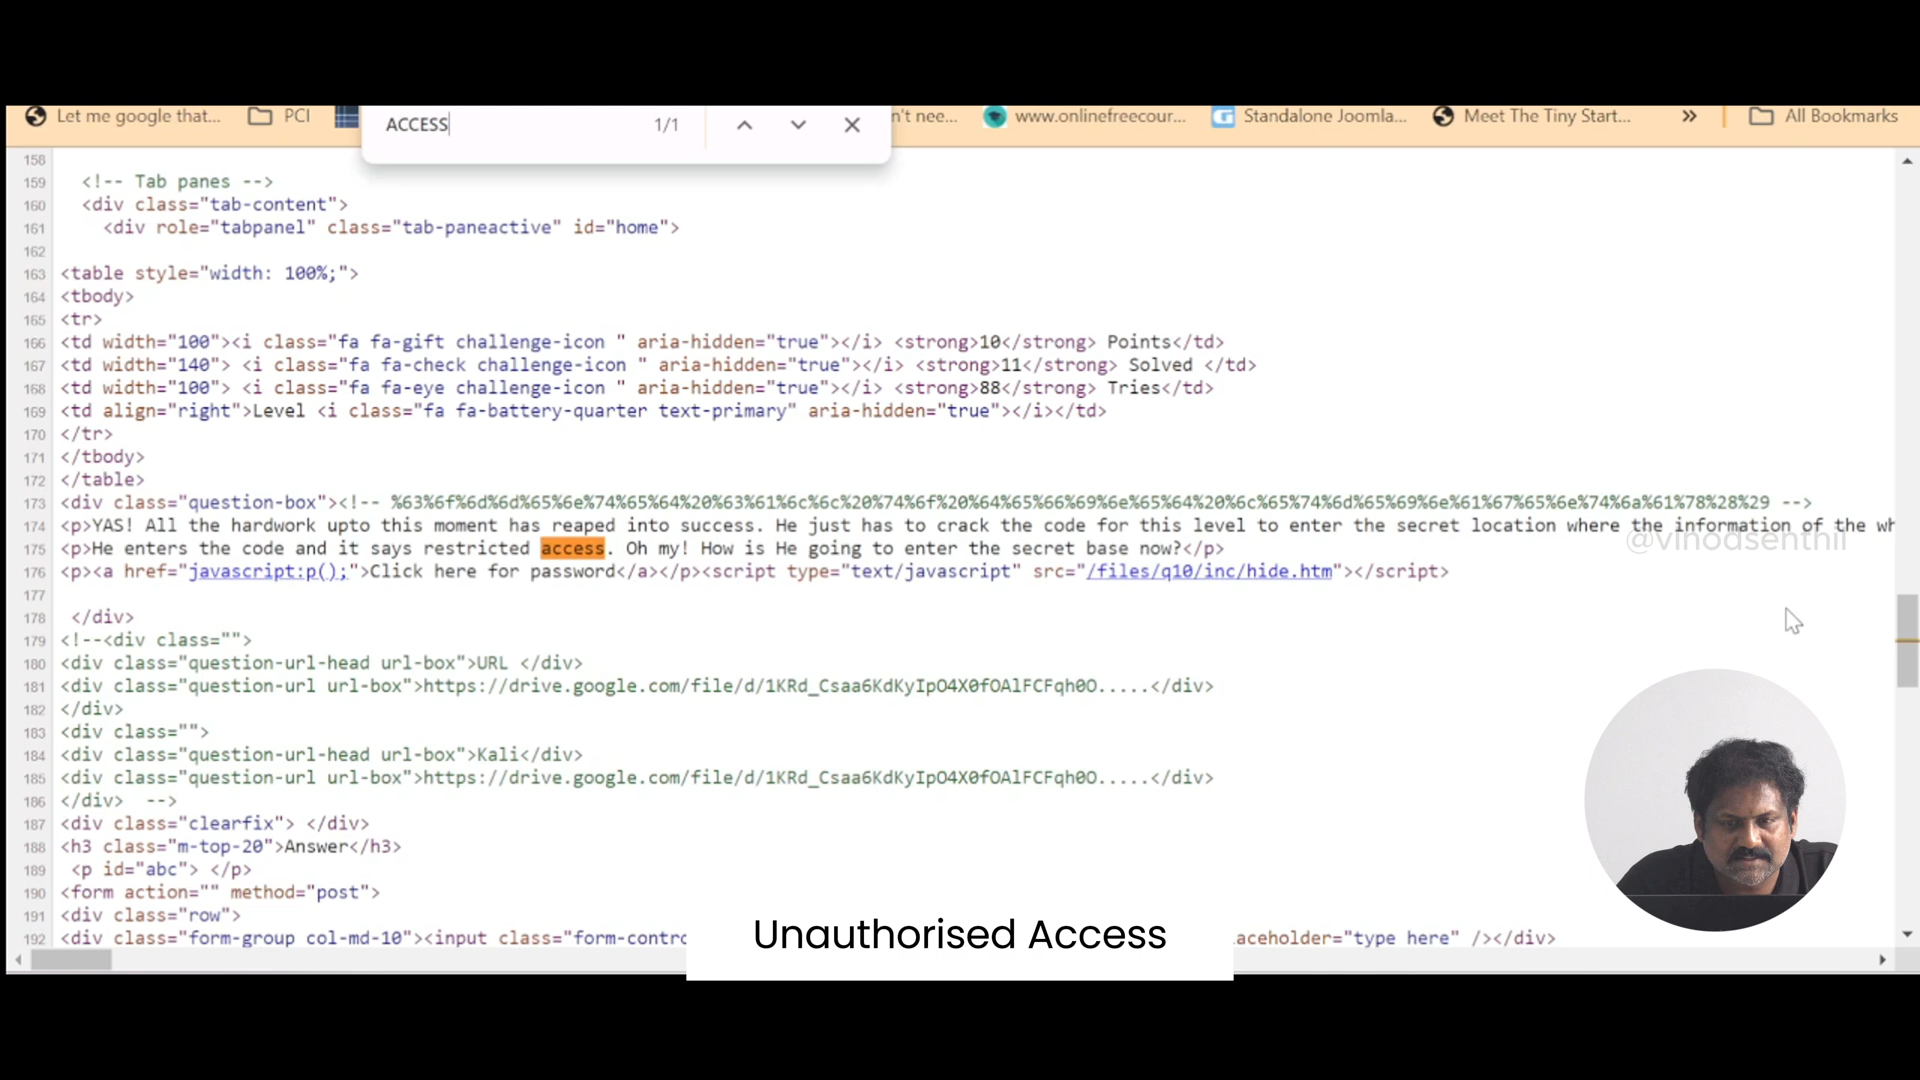 Let me google that...
PCI
ACCESS
1/1
n't nee...
www.onlinefreecour...
Standalone Joomla...
Meet The Tiny Start...
»
All Bookmarks
158
159 <!-- Tab panes -->
160 <div class="tab-content">
161 <div role="tabpanel" class="tab-paneactive" id="home">
162
163 <table style="width: 100%;">
164 <tbody>
165 <tr>
166 <td width="100"><i class="fa fa-gift challenge-icon " aria-hidden="true"></i> <strong>10</strong> Points</td>
167 <td width="140"> <i class="fa fa-check challenge-icon " aria-hidden="true"></i> <strong>11</strong> Solved </td>
168 <td width="100"> <i class="fa fa-eye challenge-icon " aria-hidden="true"></i> <strong>88</strong> Tries</td>
169 <td align="right">Level <i class="fa fa-battery-quarter text-primary" aria-hidden="true"></i></td>
170 </tr>
171 </tbody>
172 </table>
173 <div class="question-box"><!-- %63%6f%6d%6d%65%6e%74%65%64%20%63%61%6c%6c%20%74%6f%20%64%65%66%69%6e%65%64%20%6c%65%74%6d%65%69%6e%61%67%65%6e%74%6a%61%78%28%29 -->
174 <p>YAS! All the hardwork upto this moment has reaped into success. He just has to crack the code for this level to enter the secret location where the information of the wh
175 <p>He enters the code and it says restricted access. Oh my! How is He going to enter the secret base now?</p>
@vinodsenthil
176 <p><a href="javascript:p();">Click here for password</a></p><script type="text/javascript" src="/files/q10/inc/hide.htm"></script>
177
178 </div>
179 <!--<div class="">
180 <div class="question-url-head url-box">URL </div>
181 <div class="question-url url-box">https://drive.google.com/file/d/1KRd_Csaa6KdKyIpO4X0fOAlFCFqh0O.....</div>
182 </div>
183 <div class="">
184 <div class="question-url-head url-box">Kali</div>
185 <div class="question-url url-box">https://drive.google.com/file/d/1KRd_Csaa6KdKyIpO4X0fOAlFCFqh0O.....</div>
186 </div> -->
187 <div class="clearfix"> </div>
188 <h3 class="m-top-20">Answer</h3>
189 <p id="abc"> </p>
190 <form action="" method="post">
191 <div class="row">
192 <div class="form-group col-md-10"><input class="form-contro aceholder="type here" /></div>
Unauthorised Access